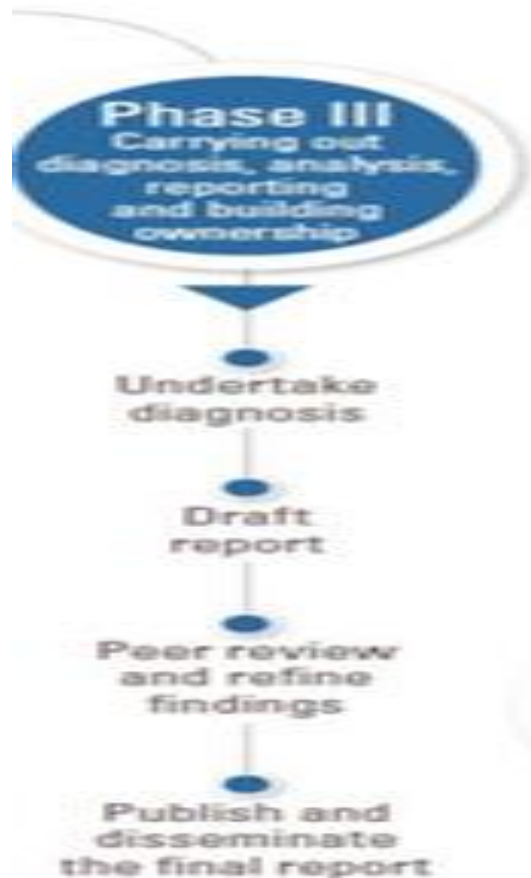 Phase III
Carrying out
diagnosis, analysis,
reporting
and building
ownership
Undertake
diagnosis
Draft
report
Peer review
and refine
findings
Publish and
disseminate
the final report